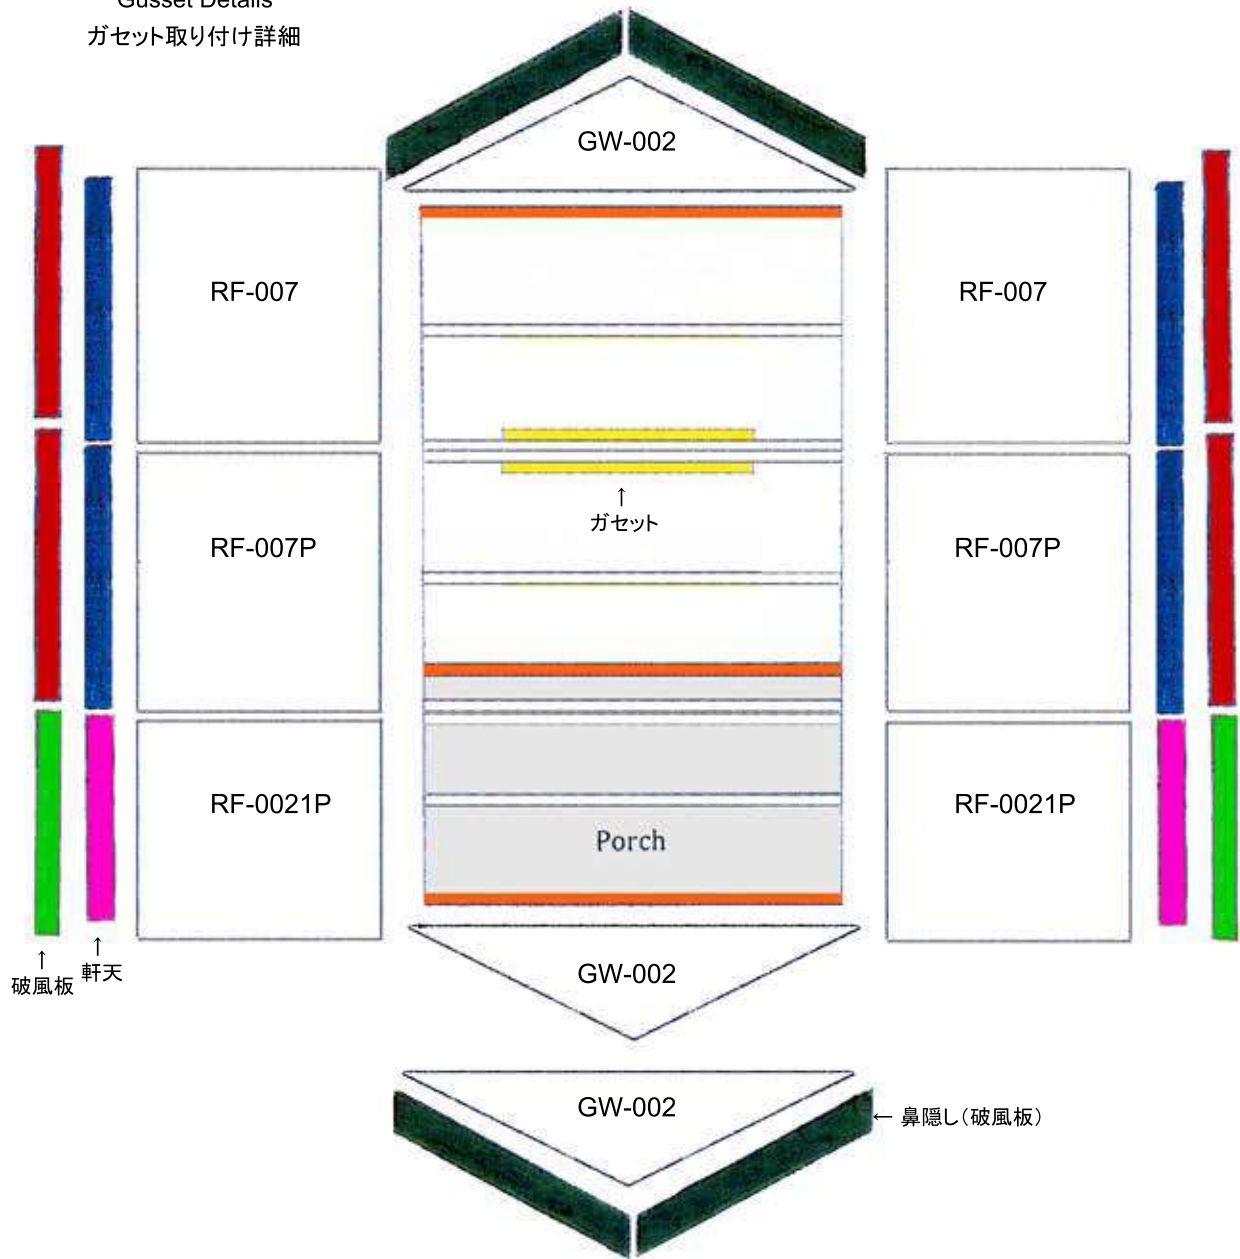 Gusset Details
ガセット取り付け詳細
GW-002
RF-007
RF-007
↑
ガセット
RF-007P
RF-007P
RF-0021P
Porch
RF-0021P
↑
破風板
↑
軒天
GW-002
GW-002
← 鼻隠し（破風板）